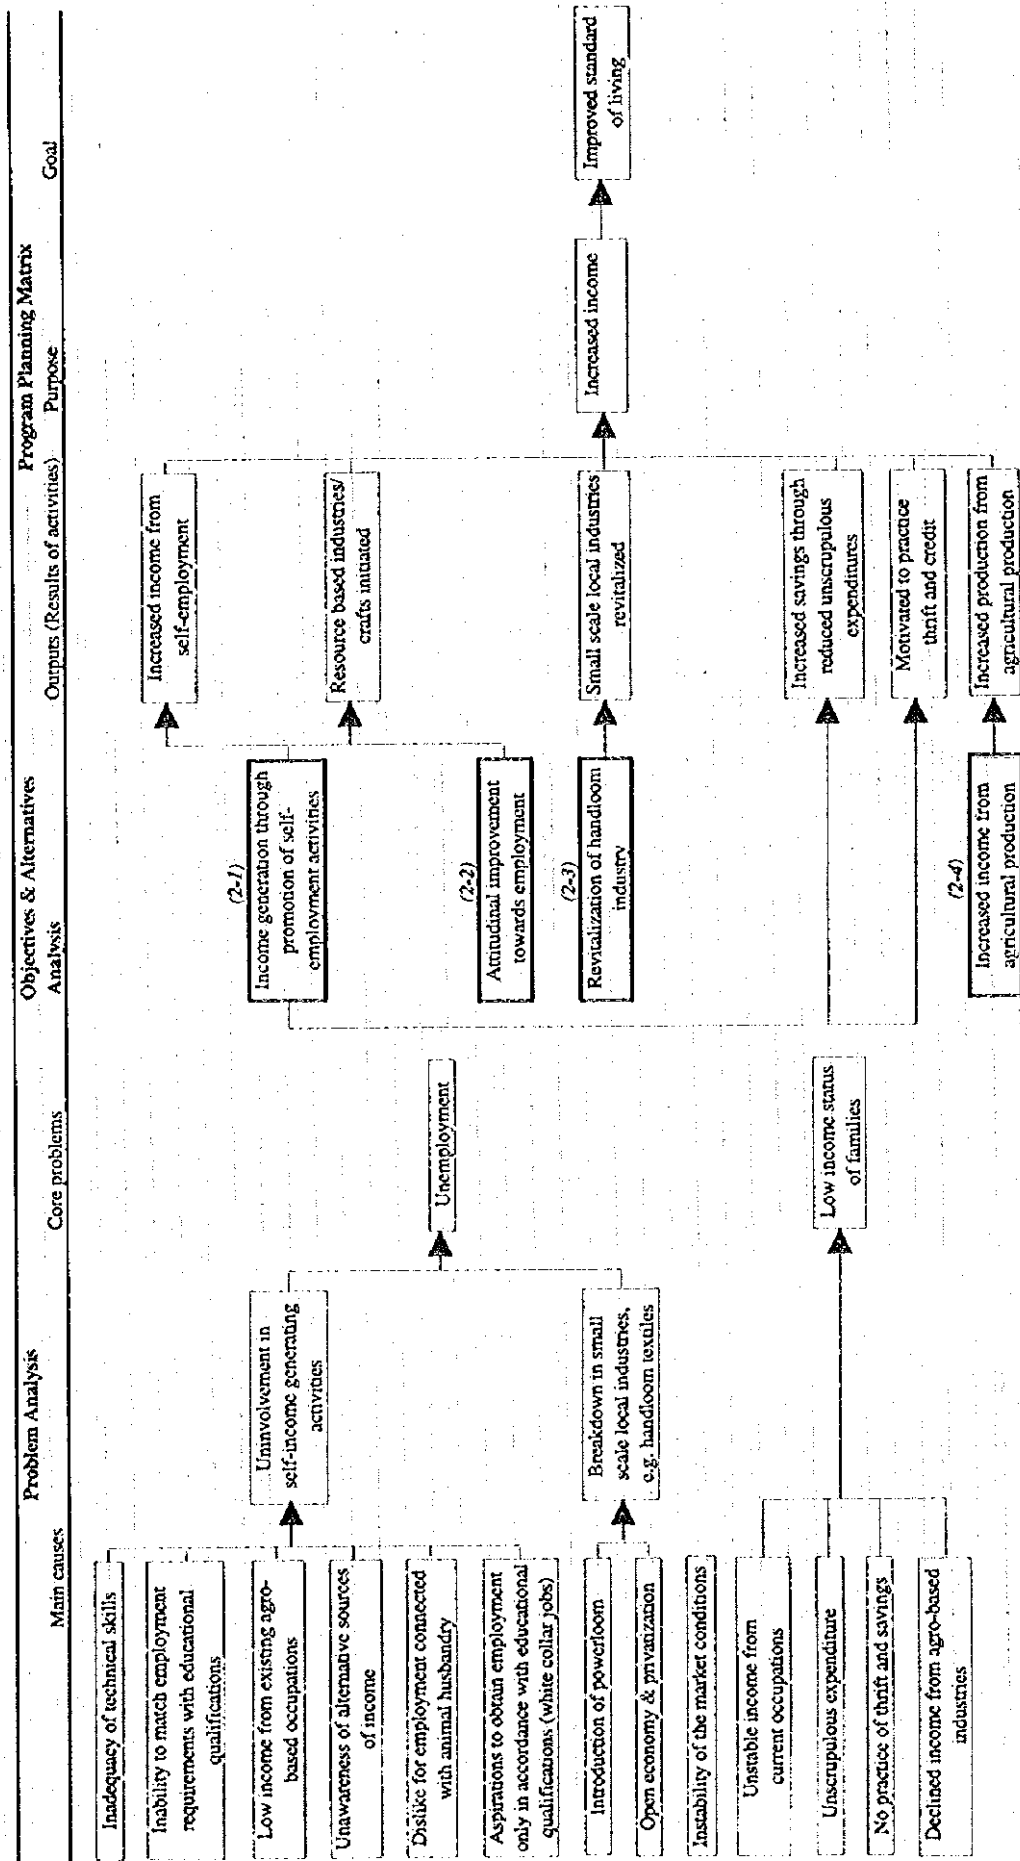 Problem Analysis
Objectives & Alternatives
Program Planning Matrix
Main causes
Core problems
Analysis
Outputs (Results of activities)
Purpose
Goal
Inadequacy of technical skills
Inability to match employment
requirements with educational
qualifications
Low income from existing agro-
based occupations
Unawareness of alternative sources
of income
Dislike for employment connected
with animal husbandry
Aspirations to obtain employment
only in accordance with educational
qualifications (white collar jobs)
Introduction of powerloom
Open economy & privanization
Instability of the market conditions
Unstable income from
current occupations
Unscrupulous expenditure
No practice of thrift and savings
Declined income from agro-based
industries
Uninvolvement in
self-income generating
activities
Breakdown in small
scale local industries,
e.g. handloom textiles
Unemployment
Low income status
of families
(2-1)
Income generation through
promotion of self-
employment activities
(2-2)
Attitudinal improvement
towards employment
(2-3)
Revitalization of handloom
industry
(2-4)
Increased income from
agricultural production
Increased income from
self-employment
Resource based industries/
crafts initiated
Small scale local industries
revitalized
Increased savings through
reduced unscrupulous
expenditures
Motivated to practice
thrift and credit
Increased production from
agricultural production
Increased income
Improved standard
of living